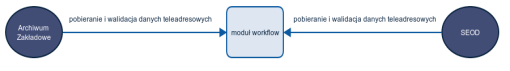 pobieranie i walidacja danych teleadresowych
pobieranie i walidacja danych teleadresowych
Archiwum
Zakładowe
moduł workflow
SEOD